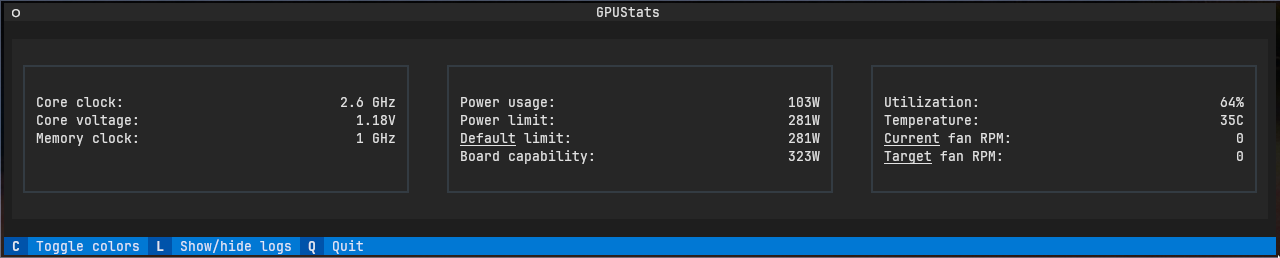 GPUStats
Core clock: 2.6 GHz
Core voltage: 1.18V
Memory clock: 1 GHz
Power usage: 103W
Power limit: 281W
Default limit: 281W
Board capability: 323W
Utilization: 64%
Temperature: 35C
Current fan RPM: 0
Target fan RPM: 0
C Toggle colors L Show/hide logs Q Quit